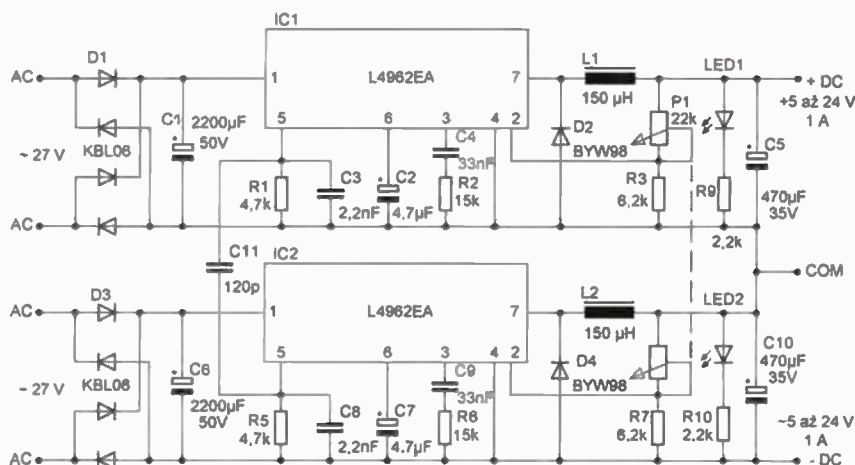 IC1
D1
AC
L4962EA
1
7
5
6
3
4
2
L1
150 µH
LED1
+ DC
+5 až 24 V
1 A
P1
22k
C1
2200µF
50V
KBL06
~ 27 V
D2
BYW98
C4
33nF
C5
470µF
35V
R1
4,7k
C3
2,2nF
C2
4,7µF
R2
15k
R3
6,2k
R9
2,2k
AC
C11
120p
IC2
COM
D3
AC
L4962EA
1
7
5
6
3
4
2
L2
150 µH
LED2
C10
470µF
35V
~ 27 V
KBL06
C6
2200µF
50V
D4
BYW98
C9
33nF
R5
4,7k
C8
2,2nF
C7
4,7µF
R6
15k
R7
6,2k
R10
2,2k
~5 až 24 V
1 A
AC
- DC